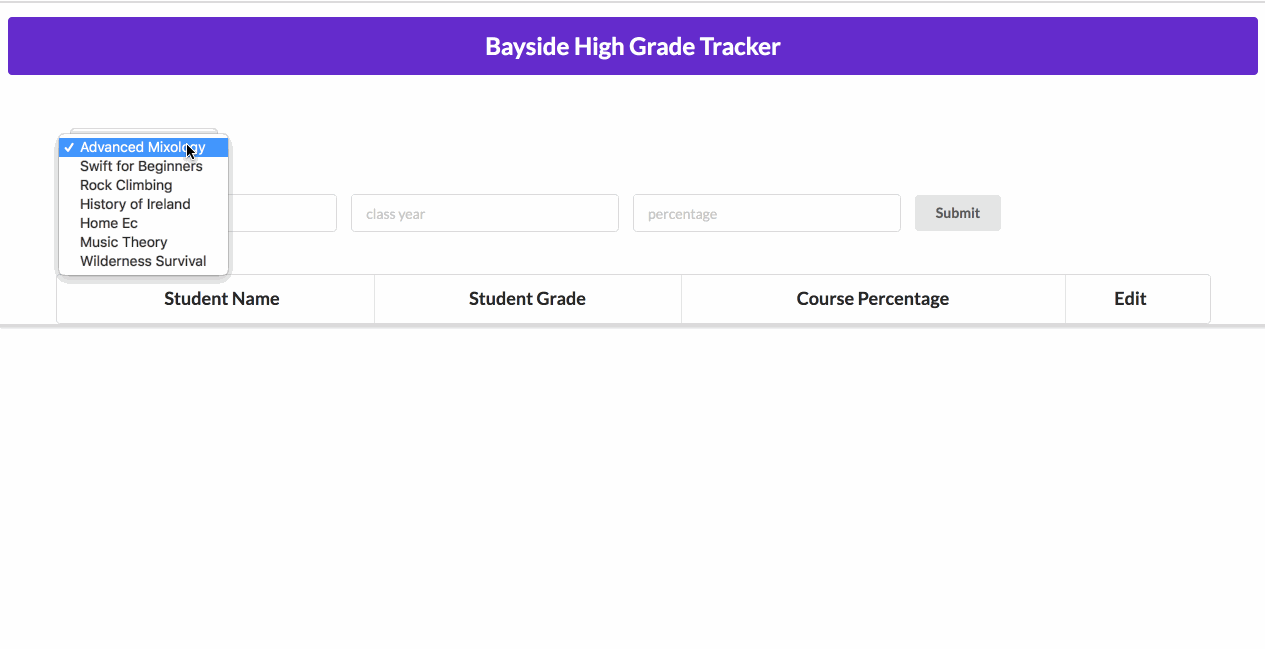 Bayside High Grade Tracker
✓ Advanced Mixology
Swift for Beginners
Rock Climbing
History of Ireland
Home Ec
Music Theory
Wilderness Survival
class year percentage Submit
Student Name Student Grade Course Percentage Edit